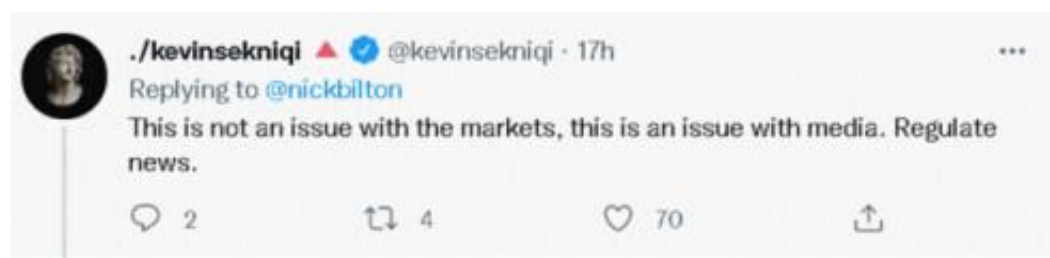 ./kevinsekniqi 🔺 @kevinsekniqi · 17h
Replying to @nickbilton
This is not an issue with the markets, this is an issue with media. Regulate
news.
2 4 70